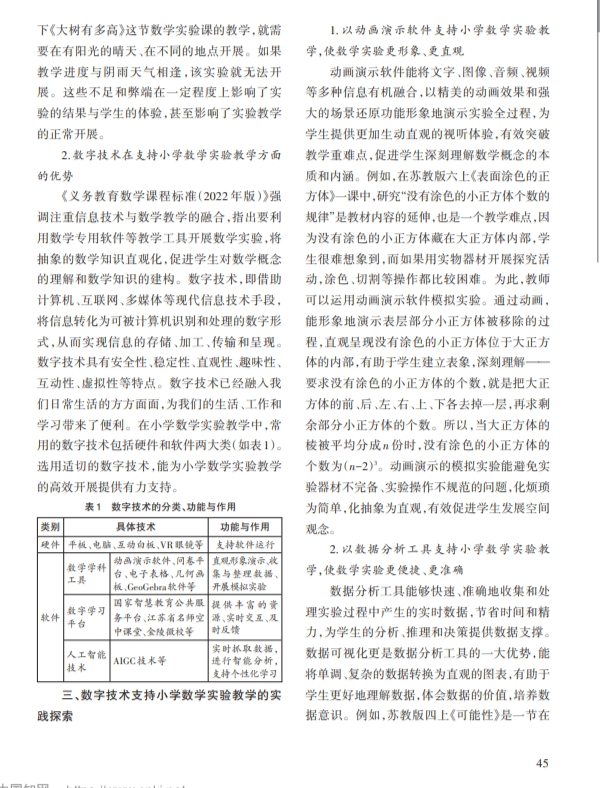 下《大树有多高》这节数学实验课的教学,就需
要在有阳光的晴天、在不同的地点开展。如果
教学进度与阴雨天气相逢,该实验就无法开
展。这些不足和弊端在一定程度上影响了实
验的结果与学生的体验,甚至影响了实验教学
的正常开展。
2.数字技术在支持小学数学实验教学方面
的优势
《义务教育数学课程标准(2022年版)》强
调注重信息技术与数学教学的融合,指出要利
用数学专用软件等教学工具开展数学实验,将
抽象的数学知识直观化,促进学生对数学概念
的理解和数学知识的建构。数字技术,即借助
计算机、互联网、多媒体等现代信息技术手段,
将信息转化为可被计算机识别和处理的数字形
式,从而实现信息的存储、加工、传输和呈现。
数字技术具有安全性、稳定性、直观性、趣味性、
互动性、虚拟性等特点。数字技术已经融入我
们日常生活的方方面面,为我们的生活、工作和
学习带来了便利。在小学数学实验教学中,常
用的数字技术包括硬件和软件两大类(如表1)。
选用适切的数字技术,能为小学数学实验教学
的高效开展提供有力支持。
表1 数字技术的分类、功能与作用
类别 具体技术 功能与作用
硬件 平板、电脑、互动白板、VR眼镜等 支持软件运行
软件
数学学科
工具
动画演示软件、问卷平
台、电子表格、几何画
板、GeoGebra软件等
直观形象演示、收
集与整理数据、
开展模拟实验
数学学习
平台
国家智慧教育公共服
务平台、江苏省名师空
中课堂、金陵微校等
提供丰富的资
源、实时交互、及
时反馈
人工智能
技术
AIGC技术等
实时抓取数据,
进行智能分析,
支持个性化学习
三、数字技术支持小学数学实验教学的实
践探索
1.以动画演示软件支持小学数学实验教
学,使数学实验更形象、更直观
动画演示软件能将文字、图像、音频、视频
等多种信息有机融合,以精美的动画效果和强
大的场景还原功能形象地演示实验全过程,为
学生提供更加生动直观的视听体验,有效突破
教学重难点,促进学生深刻理解数学概念的本
质和内涵。例如,在苏教版六上《表面涂色的正
方体》一课中,研究“没有涂色的小正方体个数的
规律”是教材内容的延伸,也是一个教学难点,因
为没有涂色的小正方体藏在大正方体内部,学
生很难想象到,而如果用实物器材开展探究活
动,涂色、切割等操作都比较困难。为此,教师
可以运用动画演示软件模拟实验。通过动画,
能形象地演示表层部分小正方体被移除的过
程,直观呈现没有涂色的小正方体位于大正方
体的内部,有助于学生建立表象,深刻理解——
要求没有涂色的小正方体的个数,就是把大正
方体的前、后、左、右、上、下各去掉一层,再求剩
余部分小正方体的个数。所以,当大正方体的
棱被平均分成n份时,没有涂色的小正方体的
个数为(n-2)³。动画演示的模拟实验能避免实
验器材不完备、实验操作不规范的问题,化烦琐
为简单,化抽象为直观,有效促进学生发展空间
观念。
2.以数据分析工具支持小学数学实验教
学,使数学实验更便捷、更准确
数据分析工具能够快速、准确地收集和处
理实验过程中产生的实时数据,节省时间和精
力,为学生的分析、推理和决策提供数据支撑。
数据可视化更是数据分析工具的一大优势,能
将单调、复杂的数据转换为直观的图表,有助于
学生更好地理解数据,体会数据的价值,培养数
据意识。例如,苏教版四上《可能性》是一节在
45